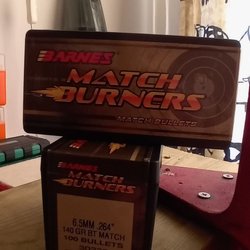 BARNES
MATCH
BURNERS
MATCH BULLETS
BARNES
MATCH
BURNERS
6.5MM .264"
140 GR BT MATCH
100 BULLETS